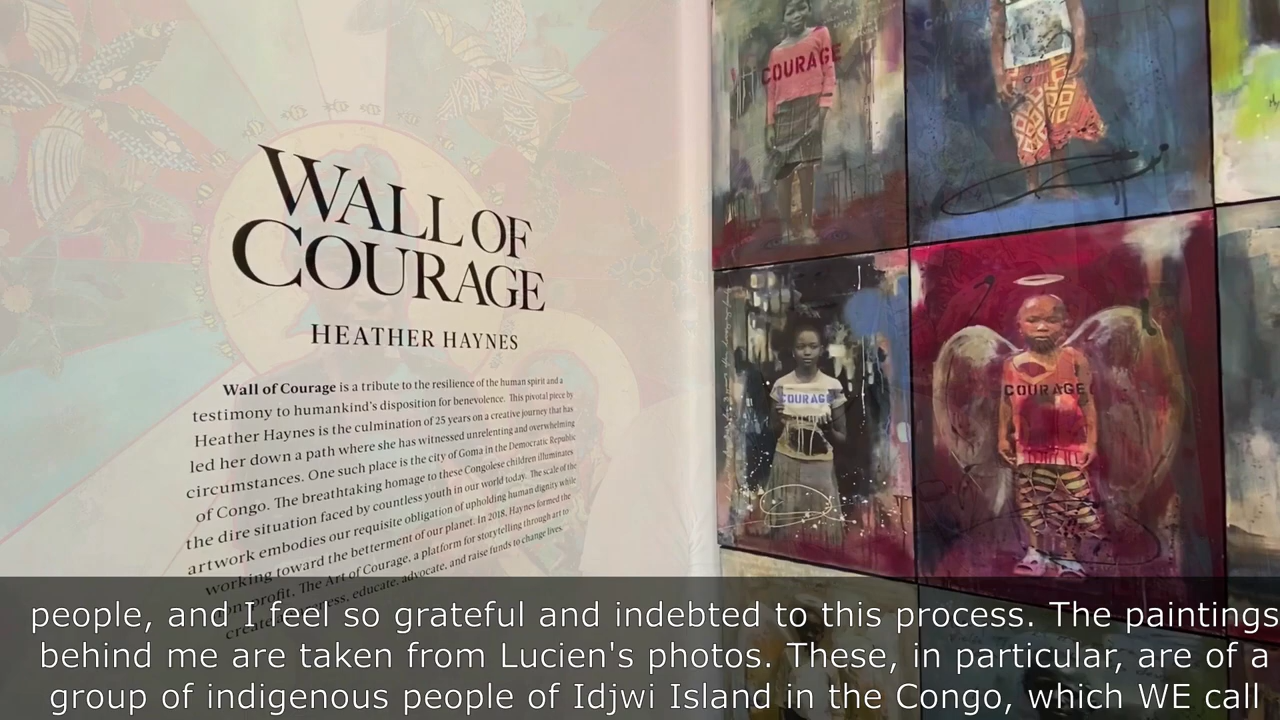 WALL OF
COURAGE
HEATHER HAYNES
Wall of Courage is a tribute to the resilience of the human spirit and a
testimony to humankind's disposition for benevolence. This pivotal piece by
Heather Haynes is the culmination of 25 years on a creative journey that has
led her down a path where she has witnessed unrelenting and overwhelming
circumstances. One such place is the city of Goma in the Democratic Republic
of Congo. The breathtaking homage to these Congolese children illuminates
the dire situation faced by countless youth in our world today. The scale of the
artwork embodies our requisite obligation of upholding human dignity while
working toward the betterment of our planet. In 2018, Haynes formed the
non-profit, The Art of Courage, a platform for storytelling through art to
create awareness, educate, advocate, and raise funds to change lives.
COURAGE
COURAGE
COURAGE
people, and I feel so grateful and indebted to this process. The paintings
behind me are taken from Lucien's photos. These, in particular, are of a
group of indigenous people of Idjwi Island in the Congo, which WE call